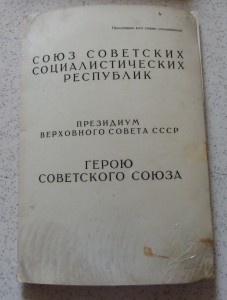 СОЮЗ СОВЕТСКИХ
СОЦИАЛИСТИЧЕСКИХ
РЕСПУБЛИК
ПРЕЗИДИУМ
ВЕРХОВНОГО СОВЕТА СССР
ГЕРОЮ
СОВЕТСКОГО СОЮЗА